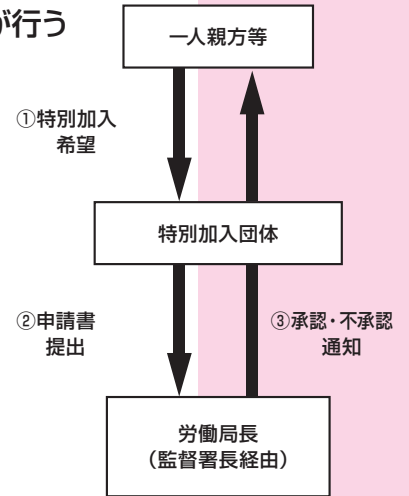 が行う
一人親方等
①特別加入
希望
特別加入団体
②申請書
提出
③承認・不承認
通知
労働局長
（監督署長経由）